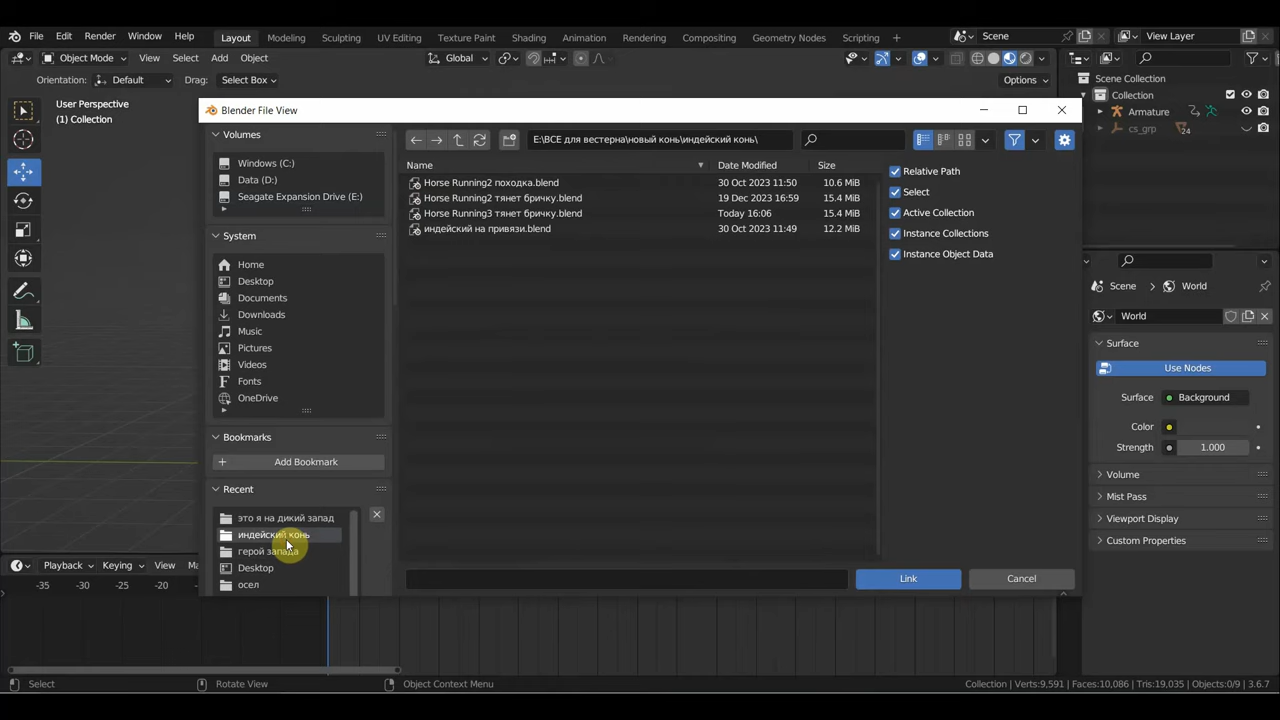 File Edit Render Window Help Layout Modeling Sculpting UV Editing Texture Paint Shading Animation Rendering Compositing Geometry Nodes Scripting + Scene View Layer
Object Mode View Select Add Object Global
Orientation: Default Drag: Select Box Options
User Perspective
(1) Collection
Scene Collection
Collection
Armature
cs_grp 24
Blender File View
Volumes
Windows (C:)
Data (D:)
Seagate Expansion Drive (E:)
System
Home
Desktop
Documents
Downloads
Music
Pictures
Videos
Fonts
OneDrive
Bookmarks
+ Add Bookmark
Recent
это я на дикий запад
индейский конь
герой запада
Desktop
осел
E:\ВСЕ для вестерна\новый конь\индейский конь\
Name Date Modified Size
Horse Running2 походка.blend 30 Oct 2023 11:50 10.6 MiB
Horse Running2 тянет бричку.blend 19 Dec 2023 16:59 15.4 MiB
Horse Running3 тянет бричку.blend Today 16:06 15.4 MiB
индейский на привязи.blend 30 Oct 2023 11:49 12.2 MiB
Relative Path
Select
Active Collection
Instance Collections
Instance Object Data
Link Cancel
Scene World
World
Surface
Use Nodes
Surface Background
Color
Strength 1.000
Volume
Mist Pass
Viewport Display
Custom Properties
Playback Keying View Ma
-35 -30 -25 -20 -15 -10 -5 30 35
Select Rotate View Object Context Menu Collection | Verts:9,591 | Faces:10,086 | Tris:19,035 | Objects:0/9 | 3.6.7